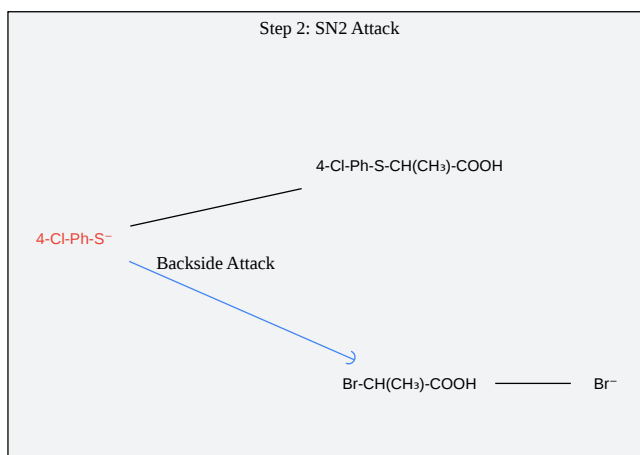 Step 2: SN2 Attack
4-Cl-Ph-S-CH(CH₃)-COOH
4-Cl-Ph-S⁻
Backside Attack
Br-CH(CH₃)-COOH
Br⁻